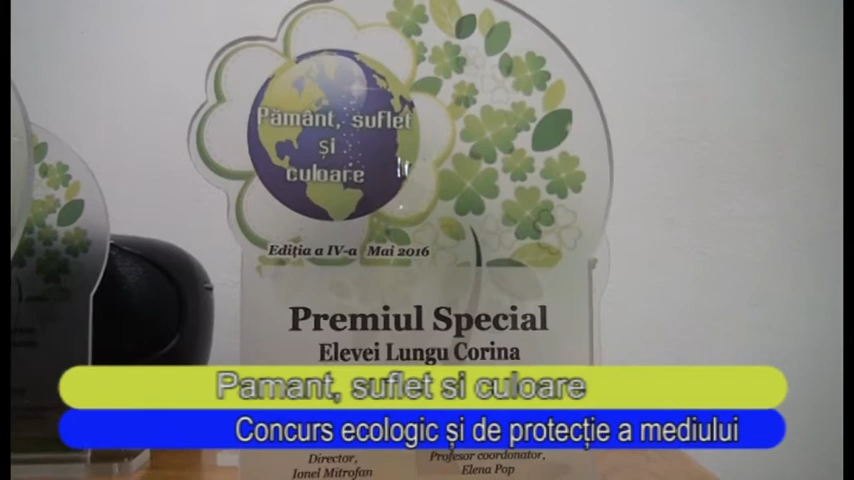 Pământ, suflet
și
culoare
Ediția a IV-a Mai 2016
Premiul Special
Elevei Lungu Corina
Pamant, suflet si culoare
Concurs ecologic și de protecție a mediului
Director,
Ionel Mitrofan
Profesor coordonator,
Elena Pop